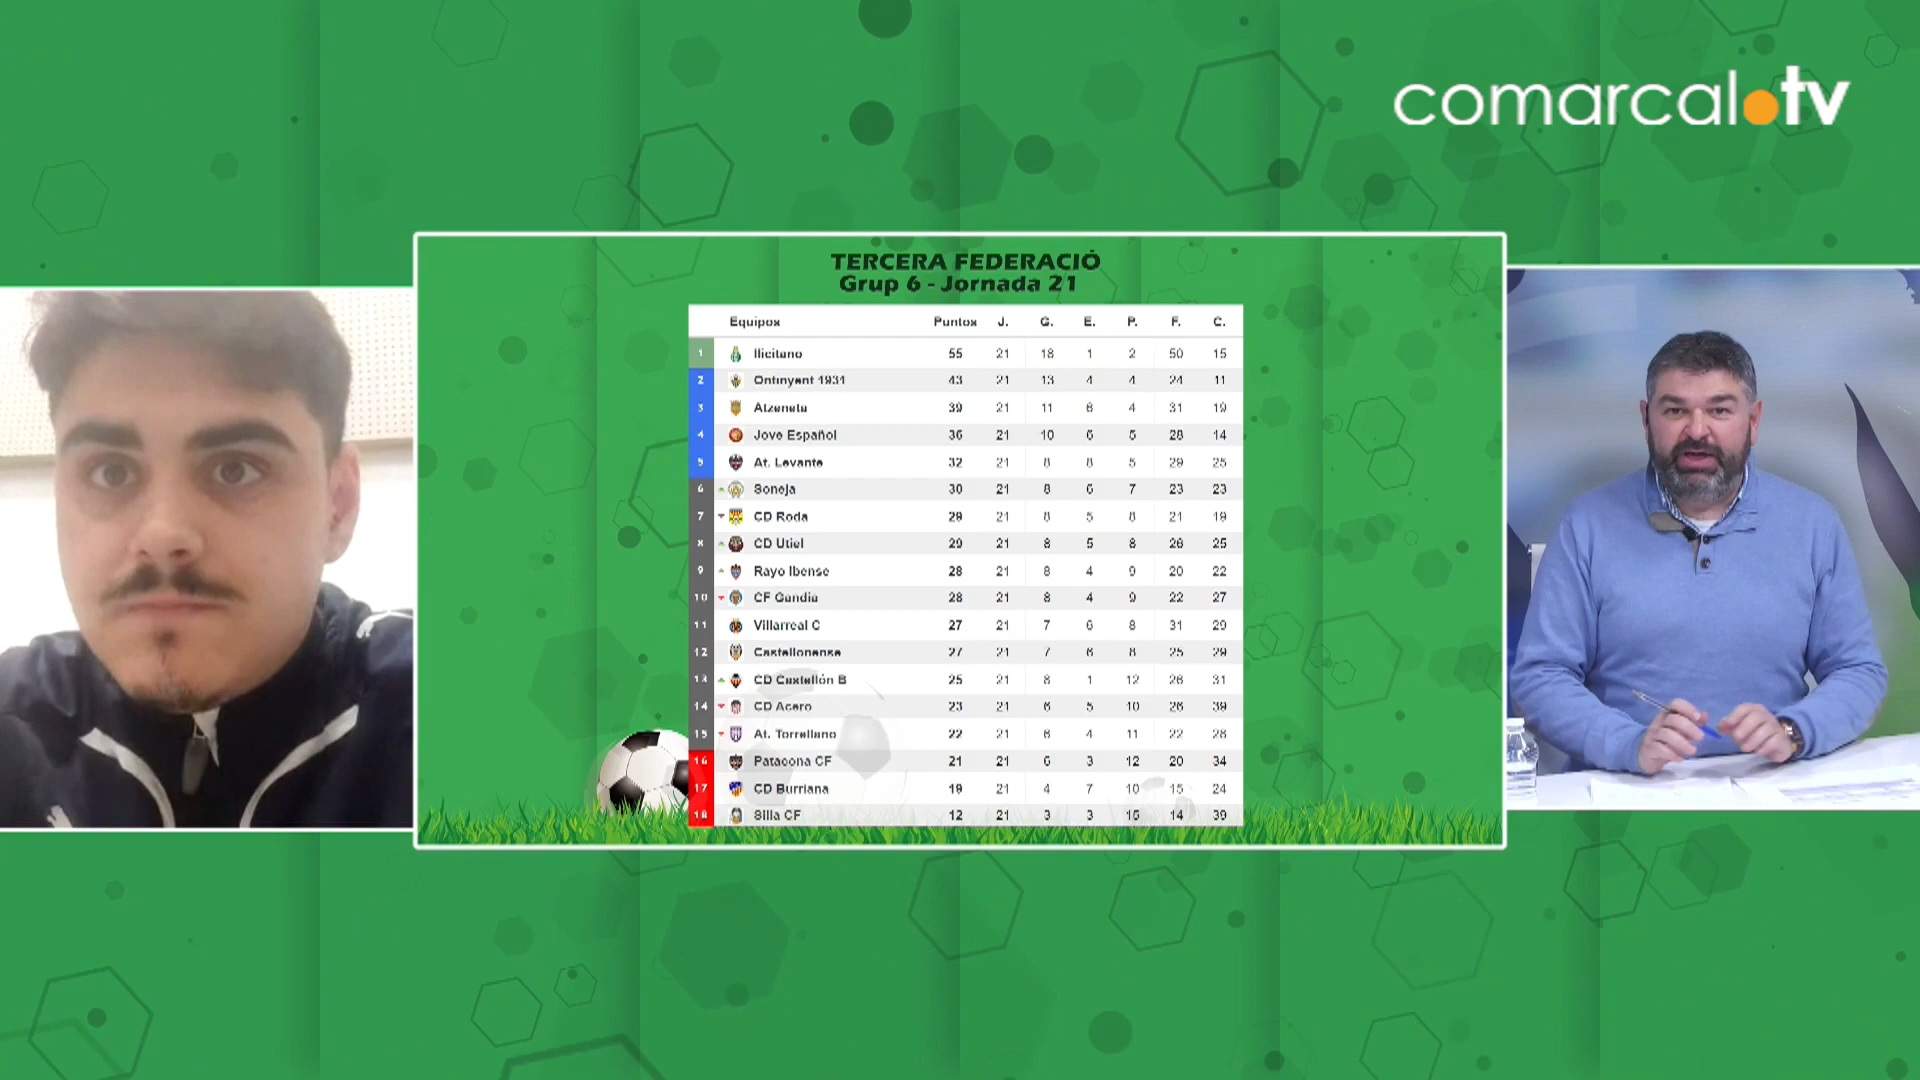 comarcal.tv
TERCERA FEDERACIÓ
Grup 6 - Jornada 21
Equipos Puntos J. G. E. P. F. C.
1 Ilicitano 55 21 18 1 2 50 15
2 Ontinyent 1931 43 21 13 4 4 24 11
3 Atzeneta 39 21 11 6 4 31 19
4 Jove Español 36 21 10 6 5 28 14
5 At. Levante 32 21 8 8 5 29 25
6 Soneja 30 21 8 6 7 23 23
7 CD Roda 29 21 8 5 8 21 19
8 CD Utiel 29 21 8 5 8 26 25
9 Rayo Ibense 28 21 8 4 9 20 22
10 CF Gandia 28 21 8 4 9 22 27
11 Villarreal C 27 21 7 6 8 31 29
12 Castellonense 27 21 7 6 8 25 29
13 CD Castellón B 25 21 8 1 12 26 31
14 CD Acero 23 21 6 5 10 26 39
15 At. Torrellano 22 21 6 4 11 22 28
16 Patacona CF 21 21 6 3 12 20 34
17 CD Burriana 19 21 4 7 10 15 24
18 Silla CF 12 21 3 3 15 14 39